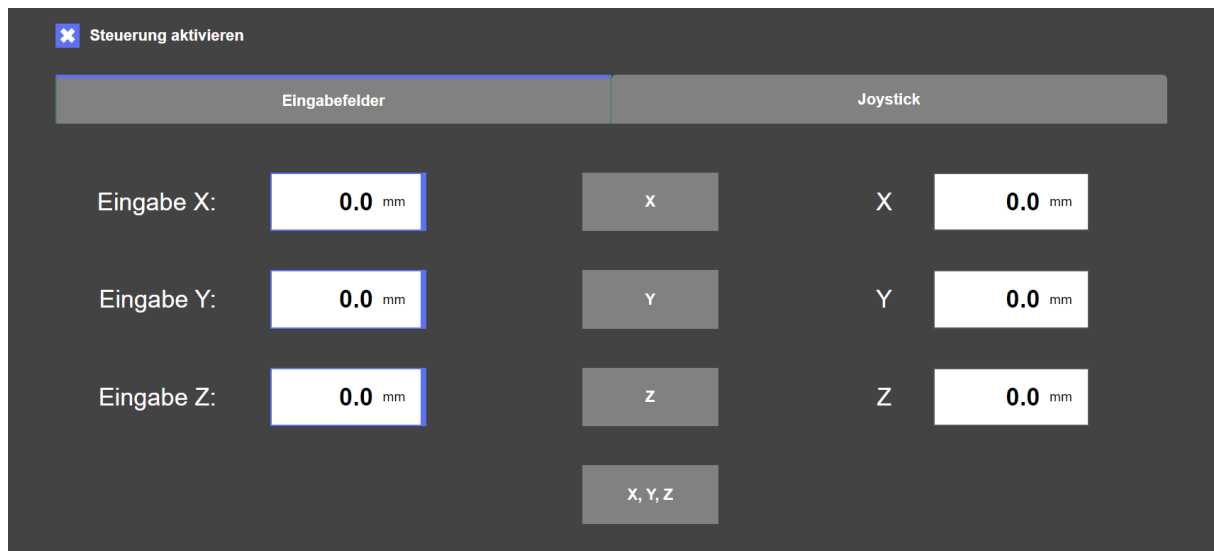 Steuerung aktivieren
Eingabefelder Joystick
Eingabe X: 0.0 mm X X 0.0 mm
Eingabe Y: 0.0 mm Y Y 0.0 mm
Eingabe Z: 0.0 mm Z Z 0.0 mm
X, Y, Z